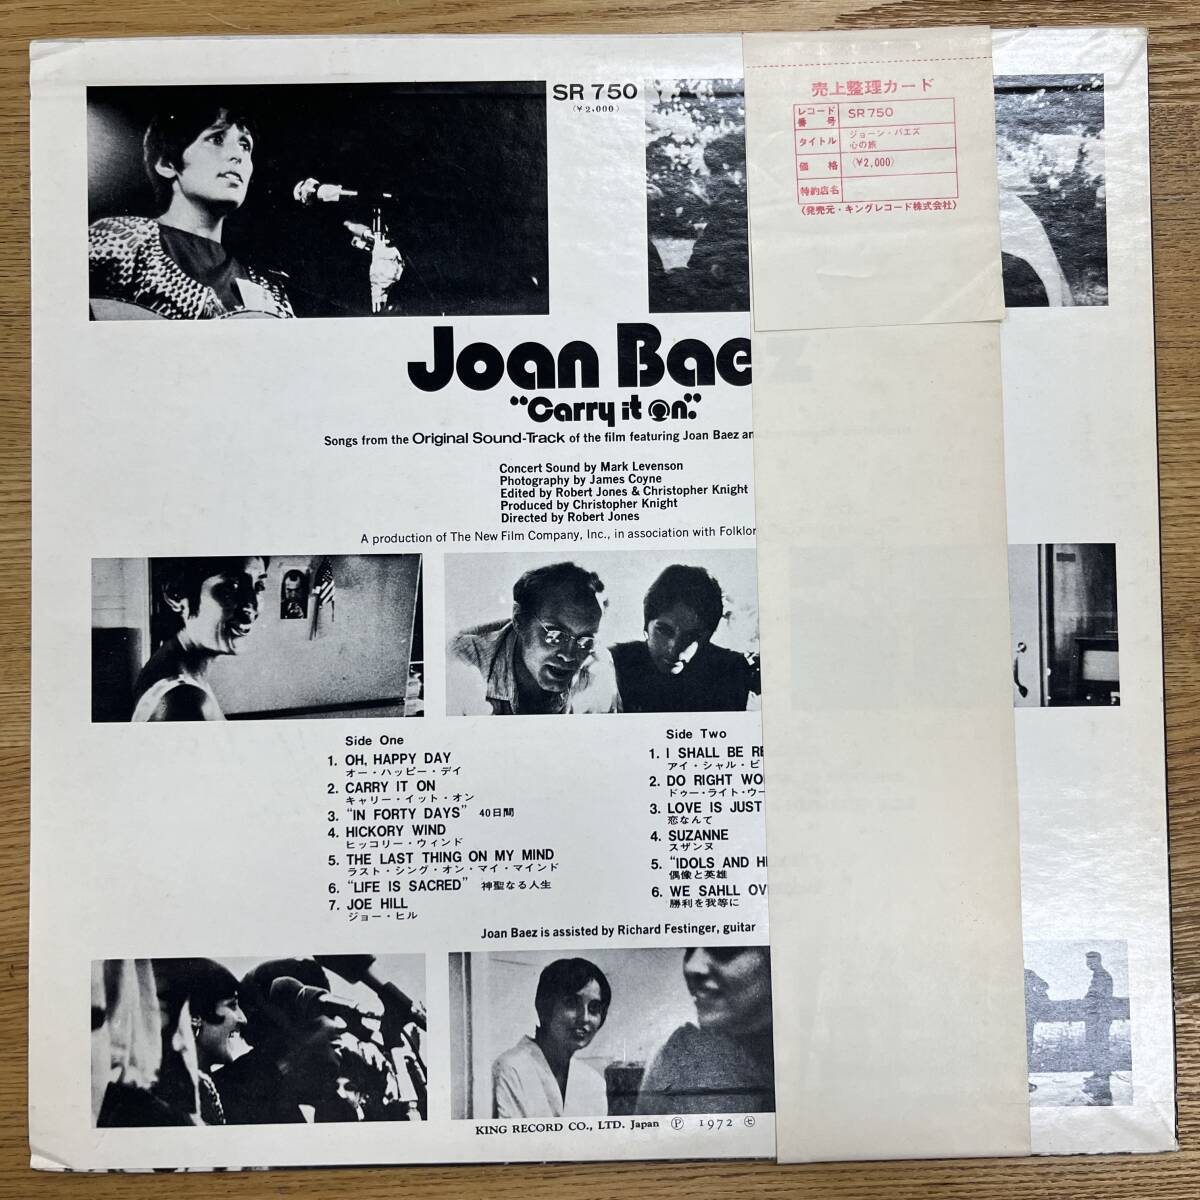 SR 750
(¥2,000)
売上整理カード
レコード番号 SR750
タイトル ジョーン・バエズ
心の旅
価格 (¥2,000)
特約店名
(発売元・キングレコード株式会社)
Joan Baez
"Carry it on."
Songs from the Original Sound-Track of the film featuring Joan Baez an
Concert Sound by Mark Levenson
Photography by James Coyne
Edited by Robert Jones & Christopher Knight
Produced by Christopher Knight
Directed by Robert Jones
A production of The New Film Company, Inc., in association with Folklor
Side One
1. OH, HAPPY DAY
オー・ハッピー・デイ
2. CARRY IT ON
キャリー・イット・オン
3. "IN FORTY DAYS" 40日間
4. HICKORY WIND
ヒッコリー・ウィンド
5. THE LAST THING ON MY MIND
ラスト・シング・オン・マイ・マインド
6. "LIFE IS SACRED" 神聖なる人生
7. JOE HILL
ジョー・ヒル
Side Two
1. I SHALL BE RE
アイ・シャル・ビ
2. DO RIGHT WO
ドゥー・ライト・ウー
3. LOVE IS JUST
恋なんて
4. SUZANNE
スザンヌ
5. "IDOLS AND H
偶像と英雄
6. WE SAHLL OV
勝利を我等に
Joan Baez is assisted by Richard Festinger, guitar
KING RECORD CO., LTD. Japan Ⓟ 1972 ㋪